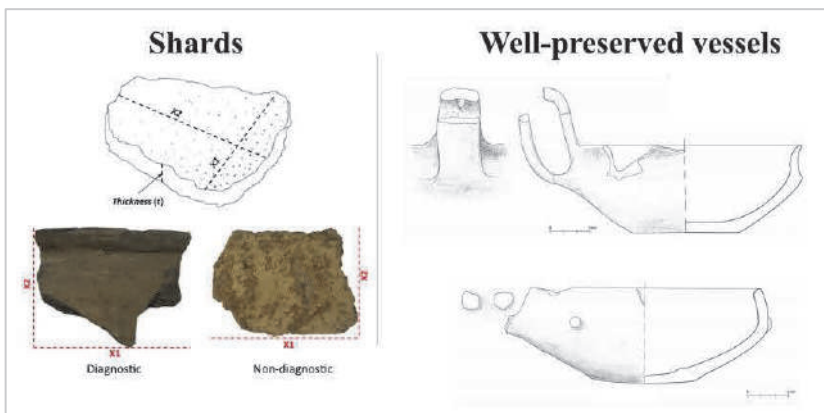 Shards
Well-preserved vessels
X2
X1
Thickness (t)
X2
X1
Diagnostic
X2
X1
Non-diagnostic